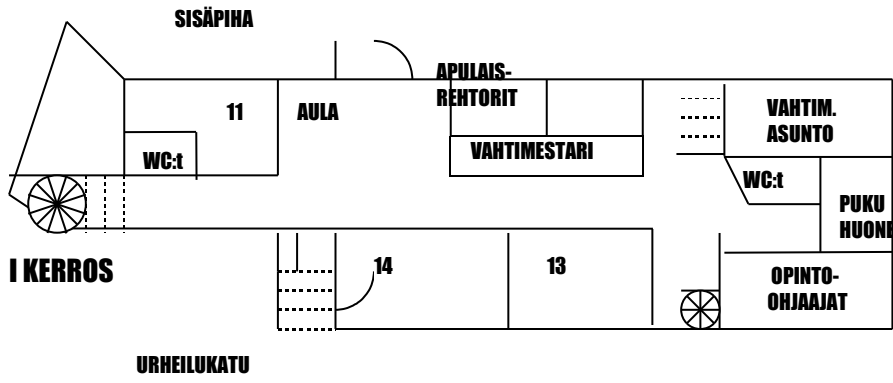 SISÄPIHA
APULAIS-
REHTORIT
11
AULA
VAHTIM.
ASUNTO
VAHTIMESTARI
WC:t
WC:t
PUKU
HUONE
I KERROS
14
13
OPINTO-
OHJAAJAT
URHEILUKATU